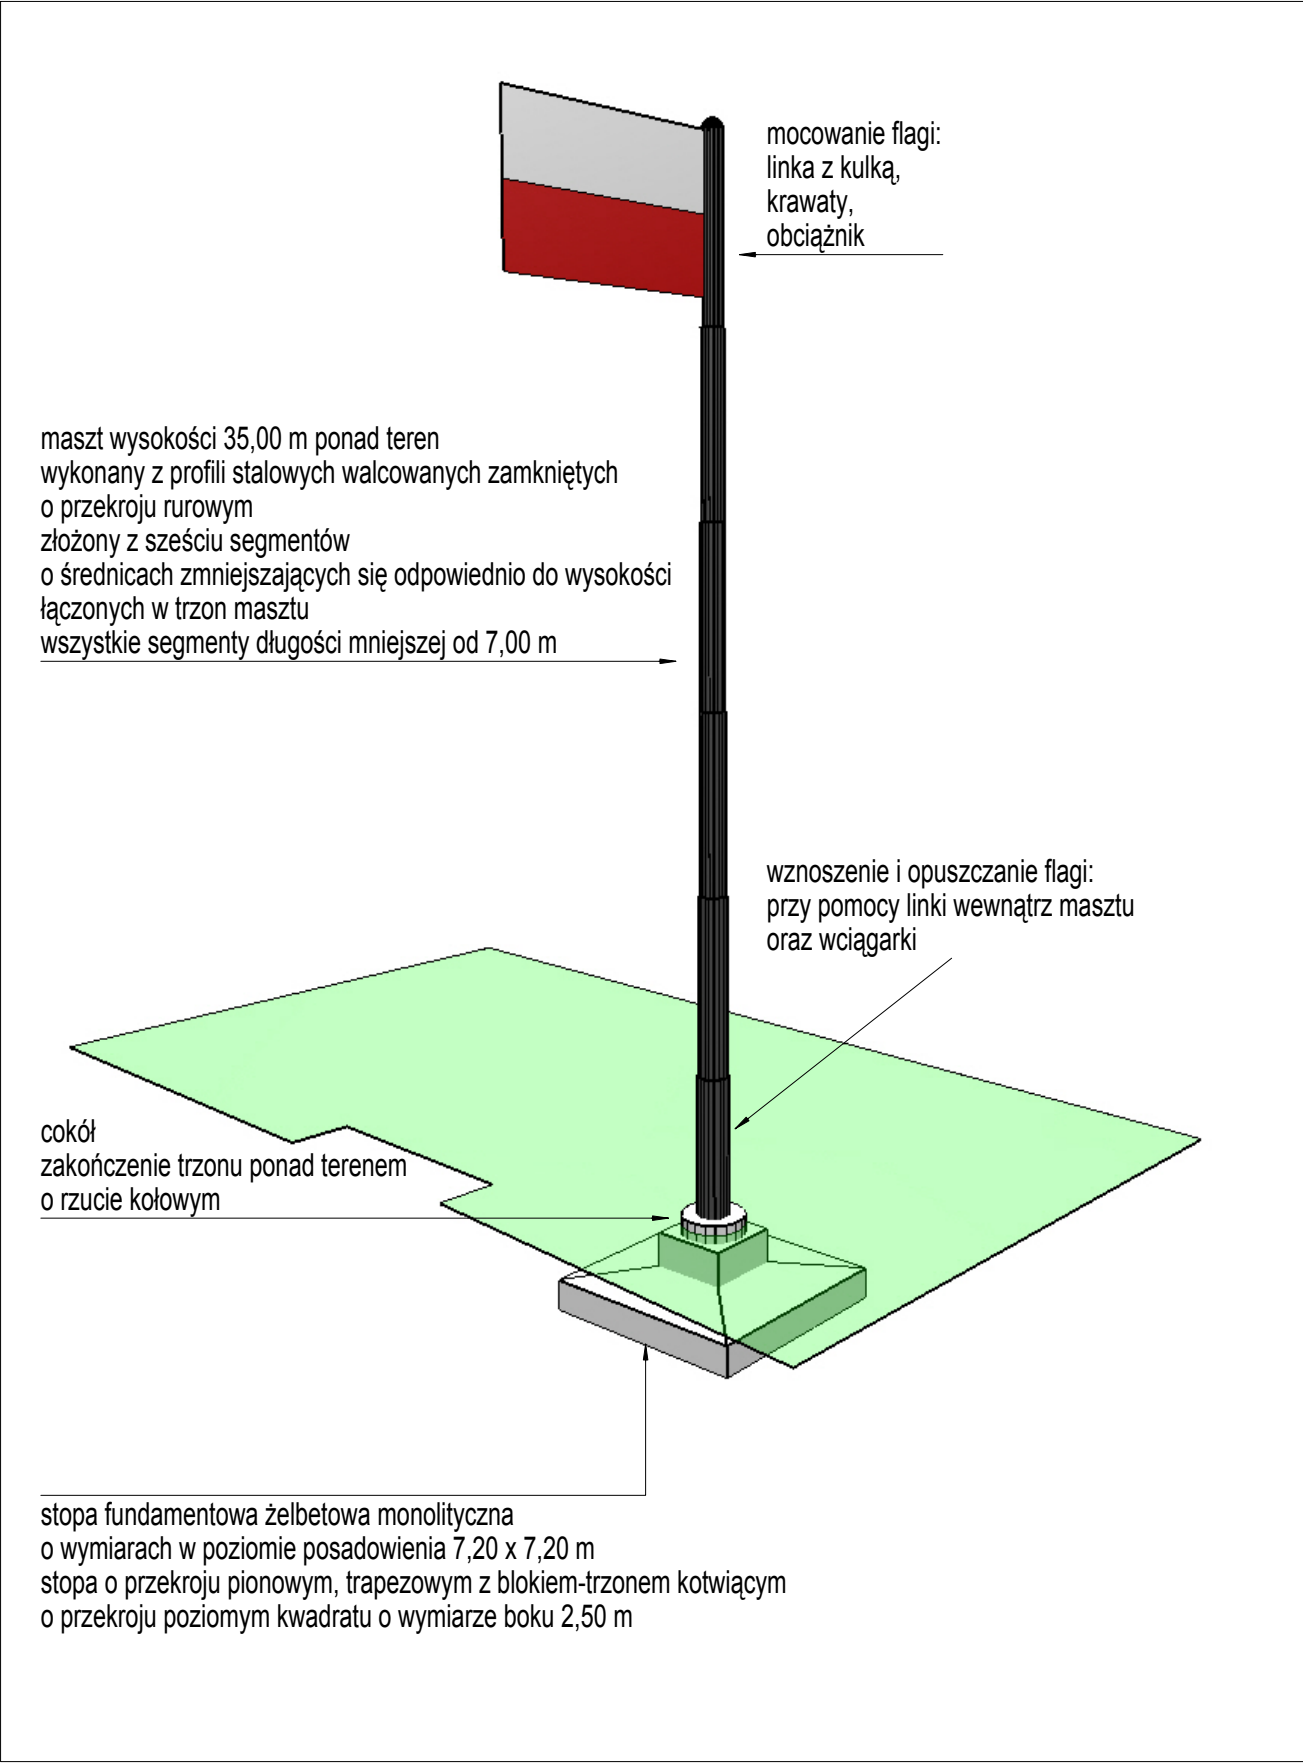 mocowanie flagi:
linka z kulką,
krawaty,
obciążnik
maszt wysokości 35,00 m ponad teren
wykonany z profili stalowych walcowanych zamkniętych
o przekroju rurowym
złożony z sześciu segmentów
o średnicach zmniejszających się odpowiednio do wysokości
łączonych w trzon masztu
wszystkie segmenty długości mniejszej od 7,00 m
wznoszenie i opuszczanie flagi:
przy pomocy linki wewnątrz masztu
oraz wciągarki
cokół
zakończenie trzonu ponad terenem
o rzucie kołowym
stopa fundamentowa żelbetowa monolityczna
o wymiarach w poziomie posadowienia 7,20 x 7,20 m
stopa o przekroju pionowym, trapezowym z blokiem-trzonem kotwiącym
o przekroju poziomym kwadratu o wymiarze boku 2,50 m